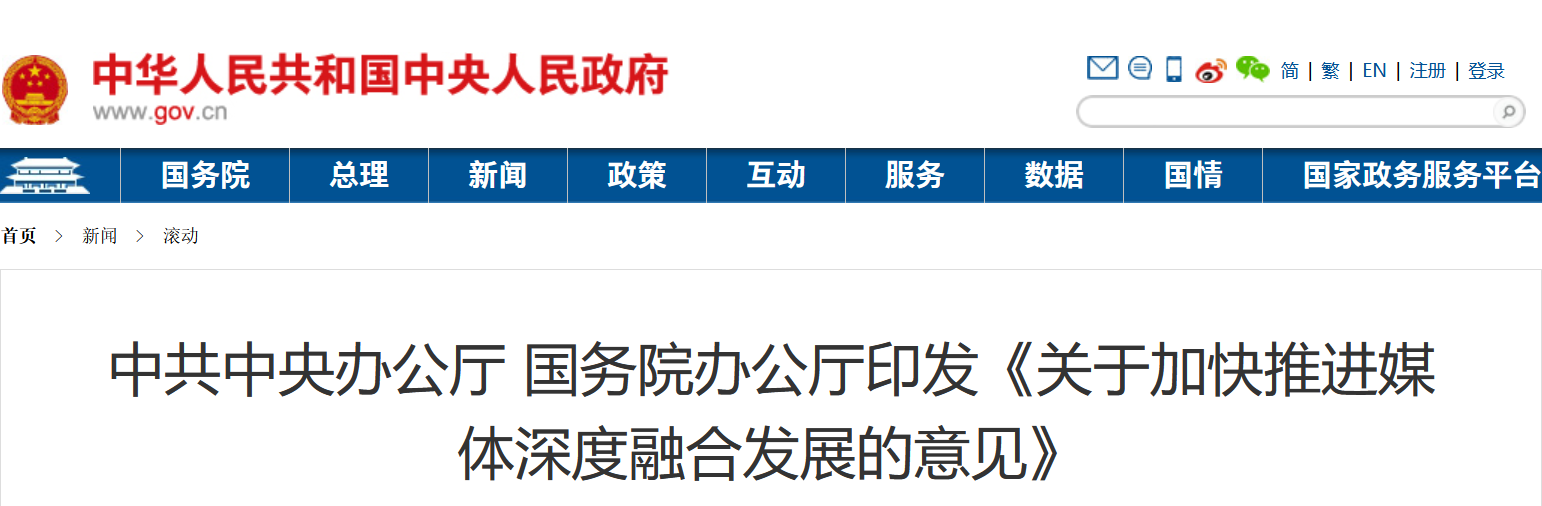 中华人民共和国中央人民政府
www.gov.cn
简 | 繁 | EN | 注册 | 登录
国务院 总理 新闻 政策 互动 服务 数据 国情 国家政务服务平台
首页 > 新闻 > 滚动
中共中央办公厅 国务院办公厅印发《关于加快推进媒
体深度融合发展的意见》